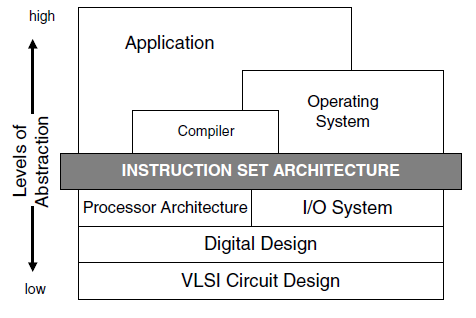 high
Application
Operating
System
Compiler
Levels of
Abstraction
INSTRUCTION SET ARCHITECTURE
Processor Architecture
I/O System
Digital Design
VLSI Circuit Design
low